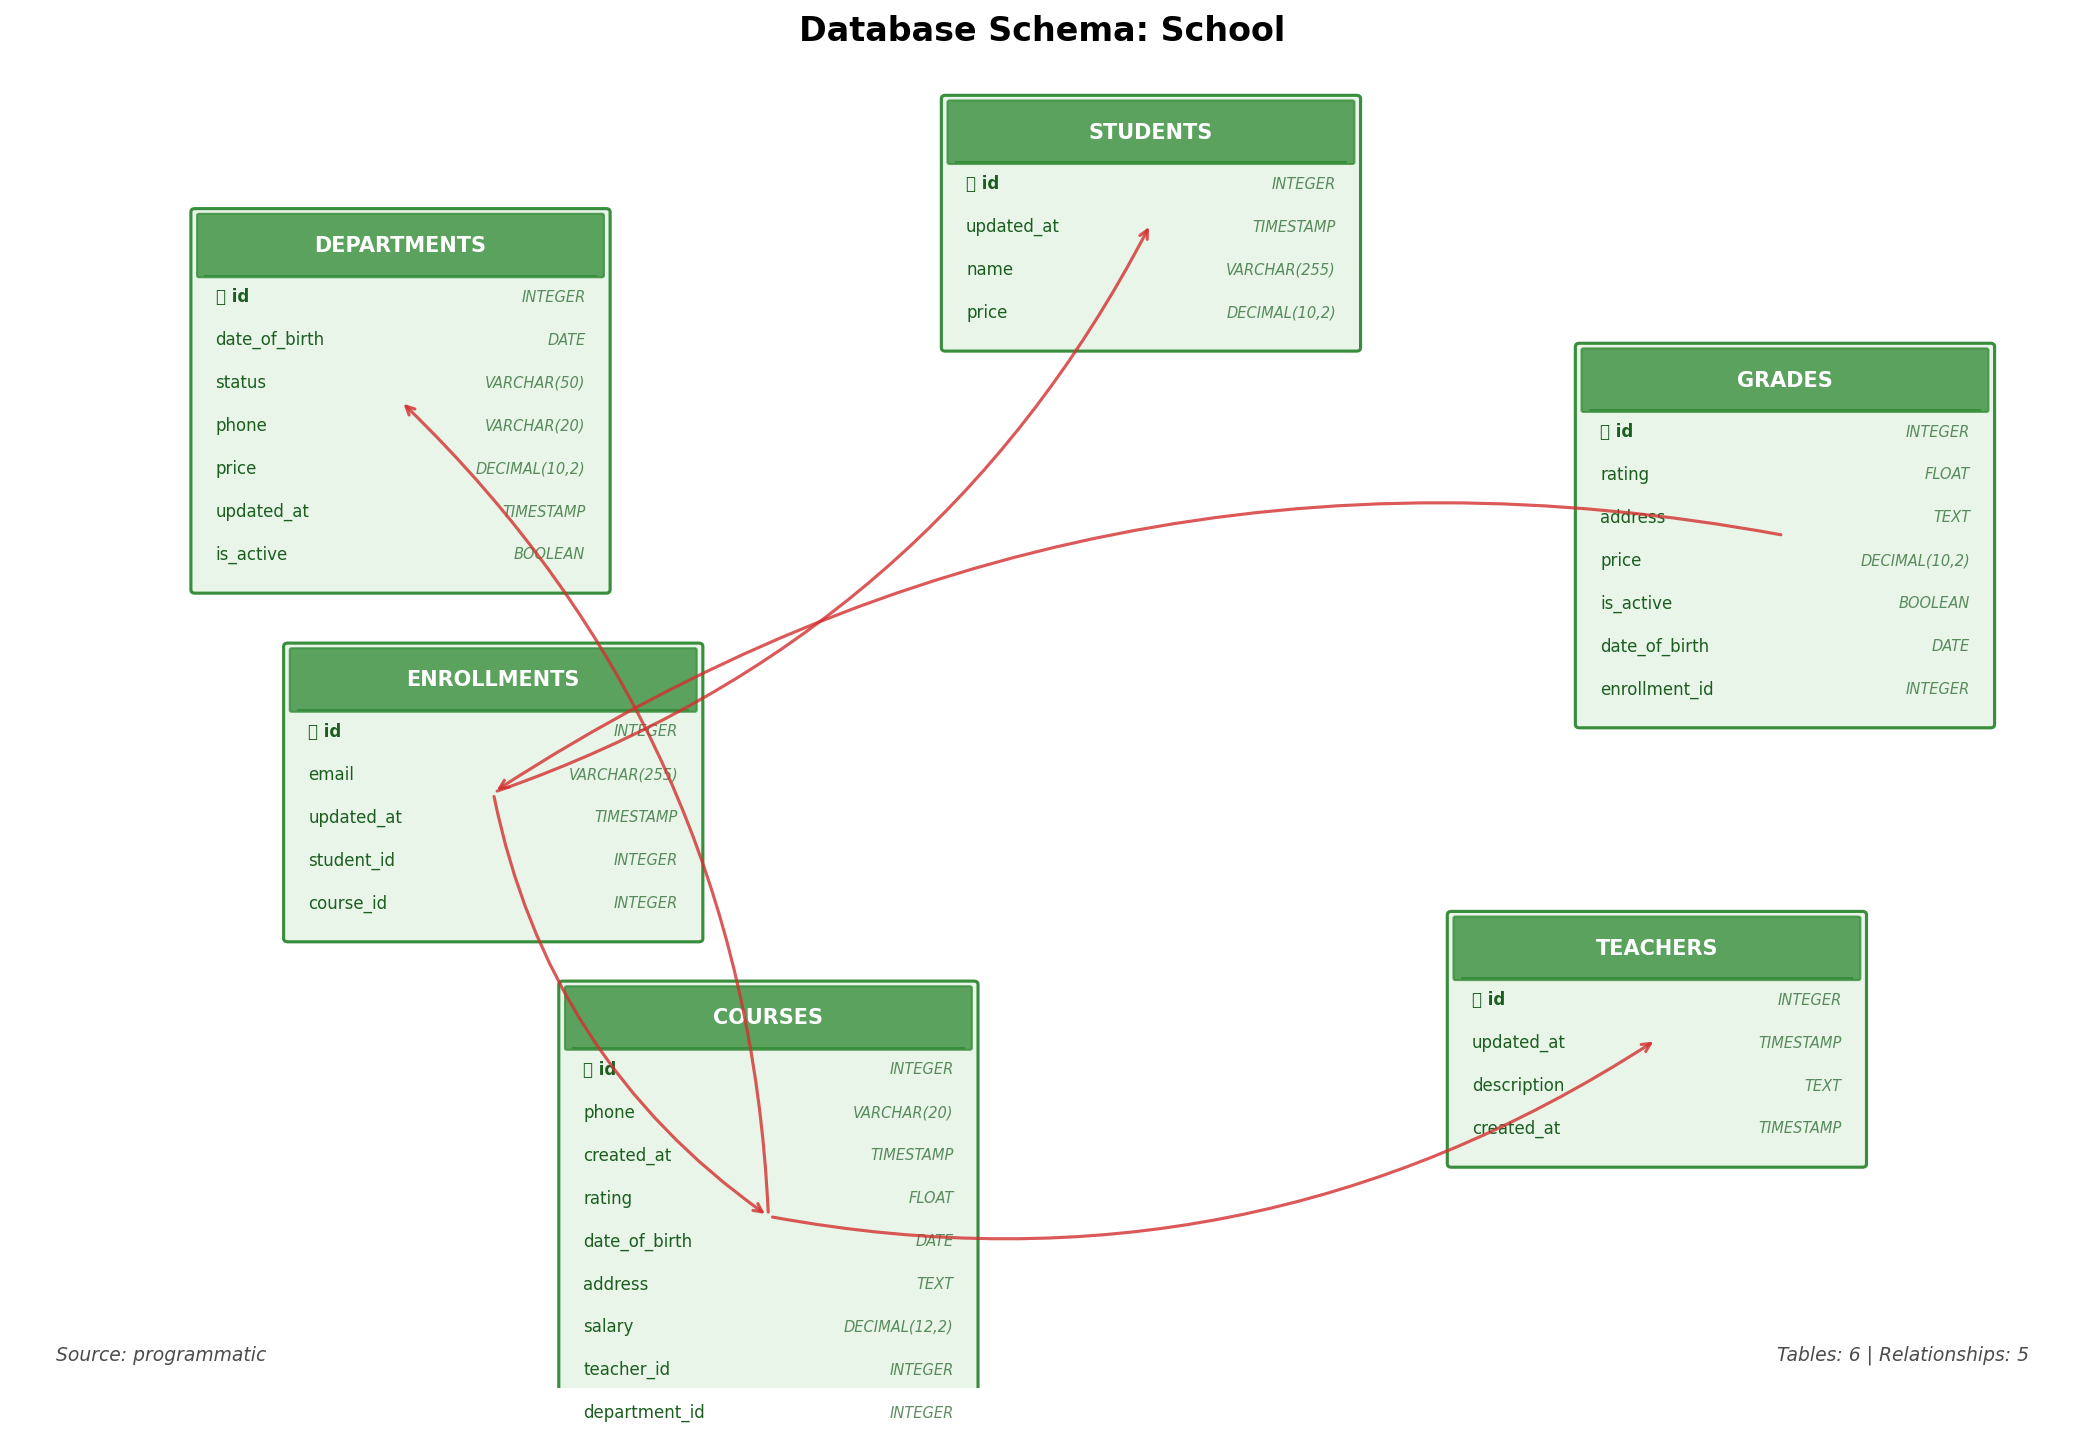 Database Schema: School
STUDENTS
id INTEGER
updated_at TIMESTAMP
name VARCHAR(255)
price DECIMAL(10,2)
DEPARTMENTS
id INTEGER
date_of_birth DATE
status VARCHAR(50)
phone VARCHAR(20)
price DECIMAL(10,2)
updated_at TIMESTAMP
is_active BOOLEAN
GRADES
id INTEGER
rating FLOAT
address TEXT
price DECIMAL(10,2)
is_active BOOLEAN
date_of_birth DATE
enrollment_id INTEGER
ENROLLMENTS
id INTEGER
email VARCHAR(255)
updated_at TIMESTAMP
student_id INTEGER
course_id INTEGER
TEACHERS
id INTEGER
updated_at TIMESTAMP
description TEXT
created_at TIMESTAMP
COURSES
id INTEGER
phone VARCHAR(20)
created_at TIMESTAMP
rating FLOAT
date_of_birth DATE
address TEXT
salary DECIMAL(12,2)
teacher_id INTEGER
department_id INTEGER
Source: programmatic
Tables: 6 | Relationships: 5